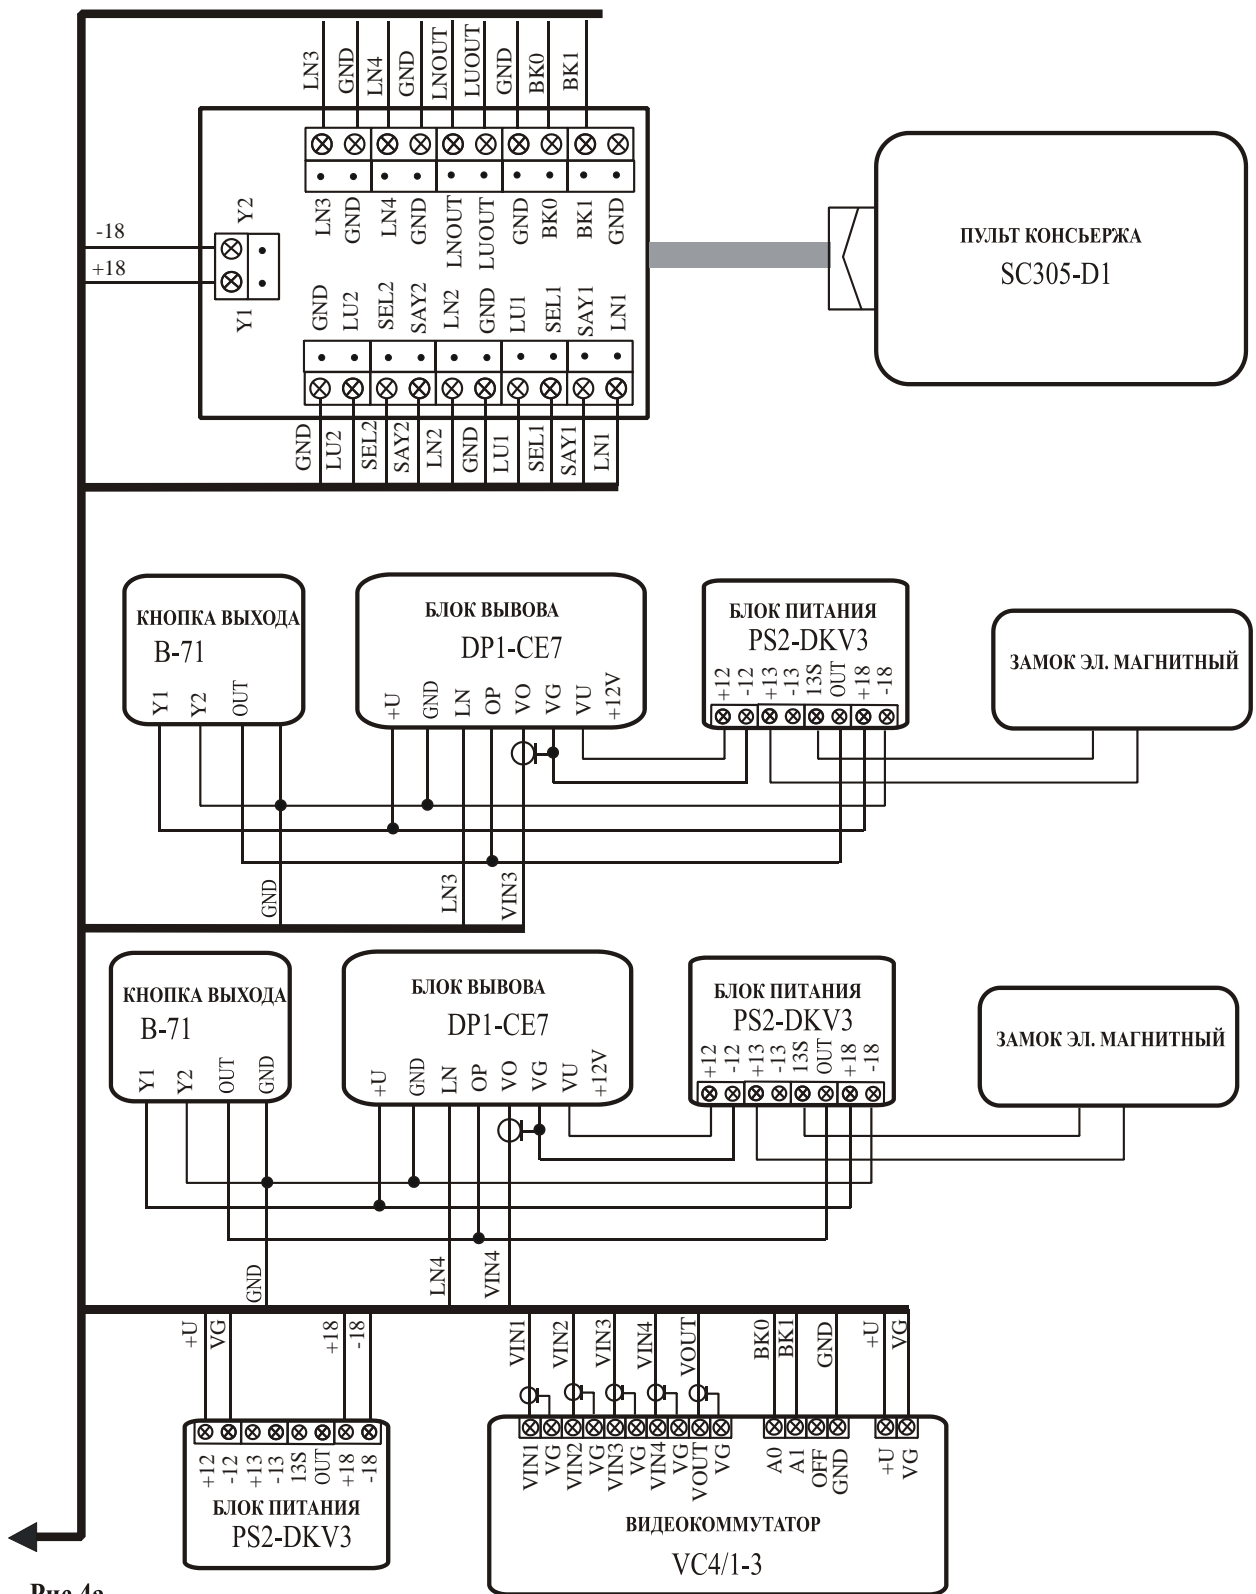 LN3 GND LN4 GND LNOUT LUOUT GND BK0 BK1
LN3 GND LN4 GND LNOUT LUOUT GND BK0 BK1 GND
Y2
-18
+18
Y1
ПУЛЬТ КОНСЬЕРЖА
SC305-D1
GND LU2 SEL2 SAY2 LN2 GND LU1 SEL1 SAY1 LN1
GND LU2 SEL2 SAY2 LN2 GND LU1 SEL1 SAY1 LN1
КНОПКА ВЫХОДА
B-71
Y1 Y2 OUT
БЛОК ВЫВОВА
DP1-CE7
+U GND LN OP VO VG VU +12V
БЛОК ПИТАНИЯ
PS2-DKV3
+12 -12 +13 -13 13S OUT +18 -18
ЗАМОК ЭЛ. МАГНИТНЫЙ
GND LN3 VIN3
КНОПКА ВЫХОДА
B-71
Y1 Y2 OUT GND
БЛОК ВЫВОВА
DP1-CE7
+U GND LN OP VO VG VU +12V
БЛОК ПИТАНИЯ
PS2-DKV3
+12 -12 +13 -13 13S OUT +18 -18
ЗАМОК ЭЛ. МАГНИТНЫЙ
GND LN4 VIN4
+U VG +18 -18
VIN1 VIN2 VIN3 VIN4 VOUT BK0 BK1 GND +U VG
+12 -12 +13 -13 13S OUT +18 -18
БЛОК ПИТАНИЯ
PS2-DKV3
VIN1 VG VIN2 VG VIN3 VG VIN4 VG VOUT VG A0 A1 OFF GND +U VG
ВИДЕОКОММУТАТОР
VC4/1-3
Рис 4а